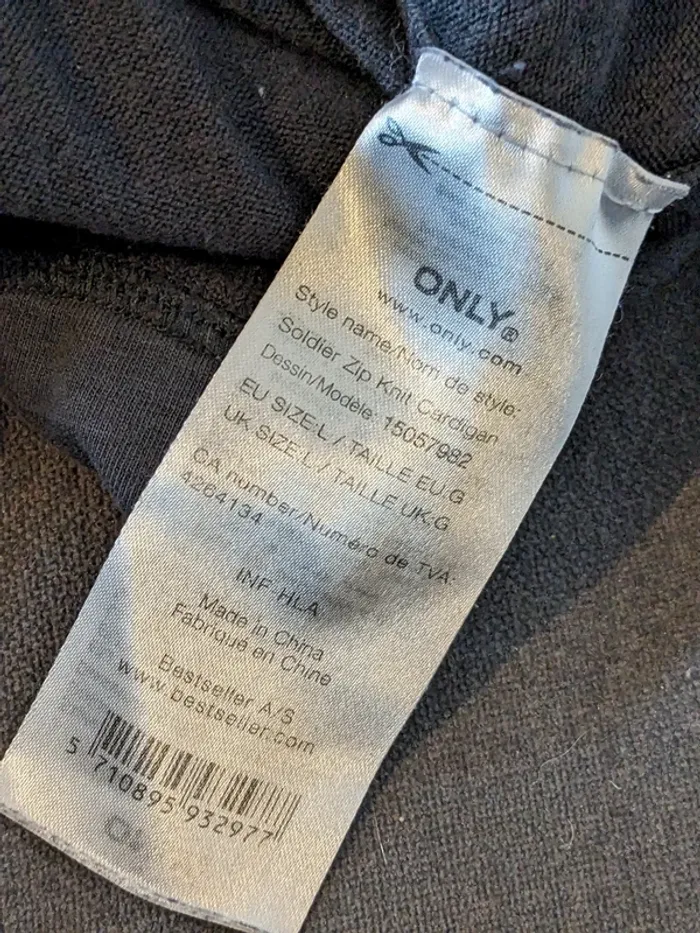 ONLY®
www.only.com
Style name/Nom de style:
Soldier Zip Knit Cardigan
Dessin/Modèle: 15057982
EU SIZE:L / TAILLE EU:G
UK SIZE:L / TAILLE UK:G
CA number/Numéro de TVA:
4264134
INF HLA
Made in China
Fabriqué en Chine
Bestseller A/S
www.bestseller.com
5 710895 932977